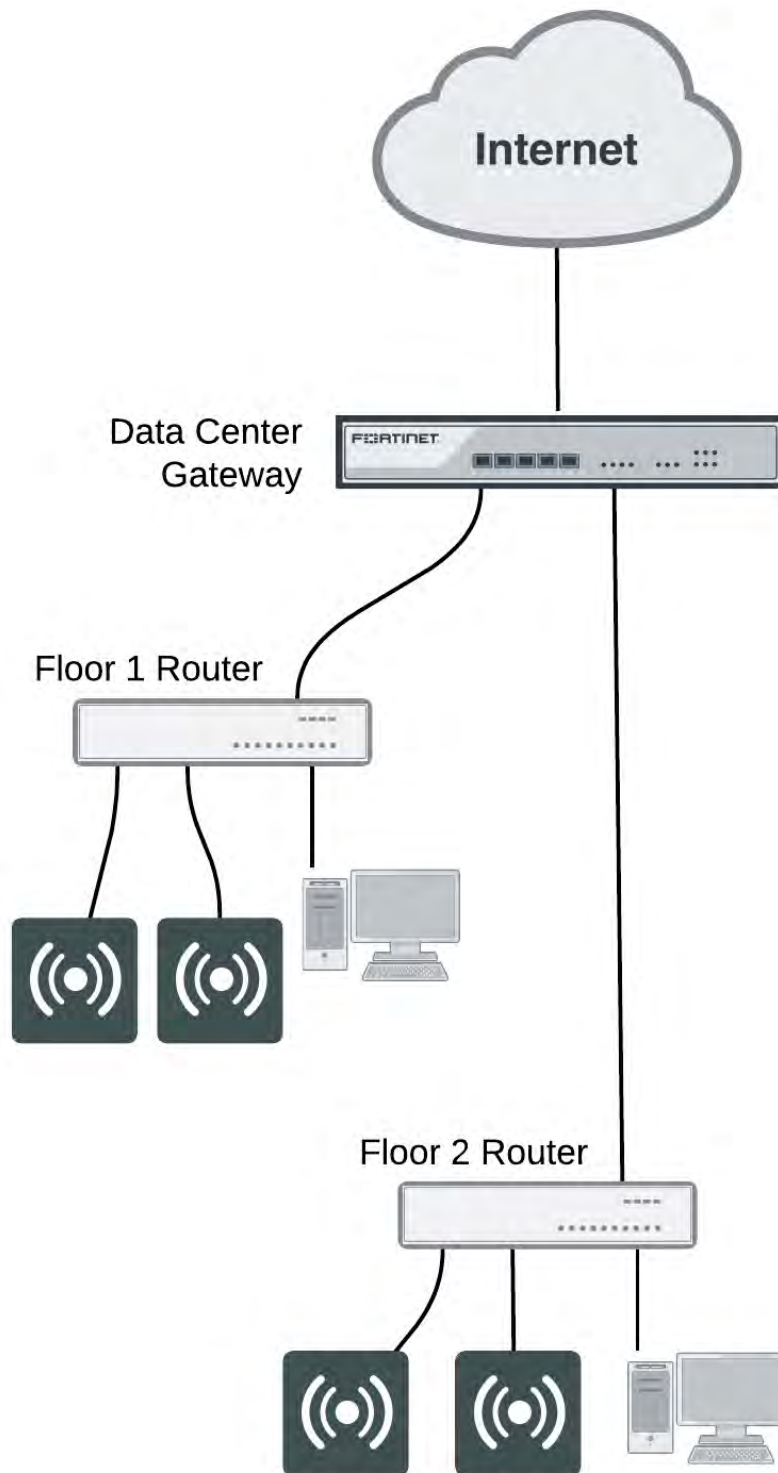 Internet
Data Center
Gateway
FORTINET
Floor 1 Router
Floor 2 Router